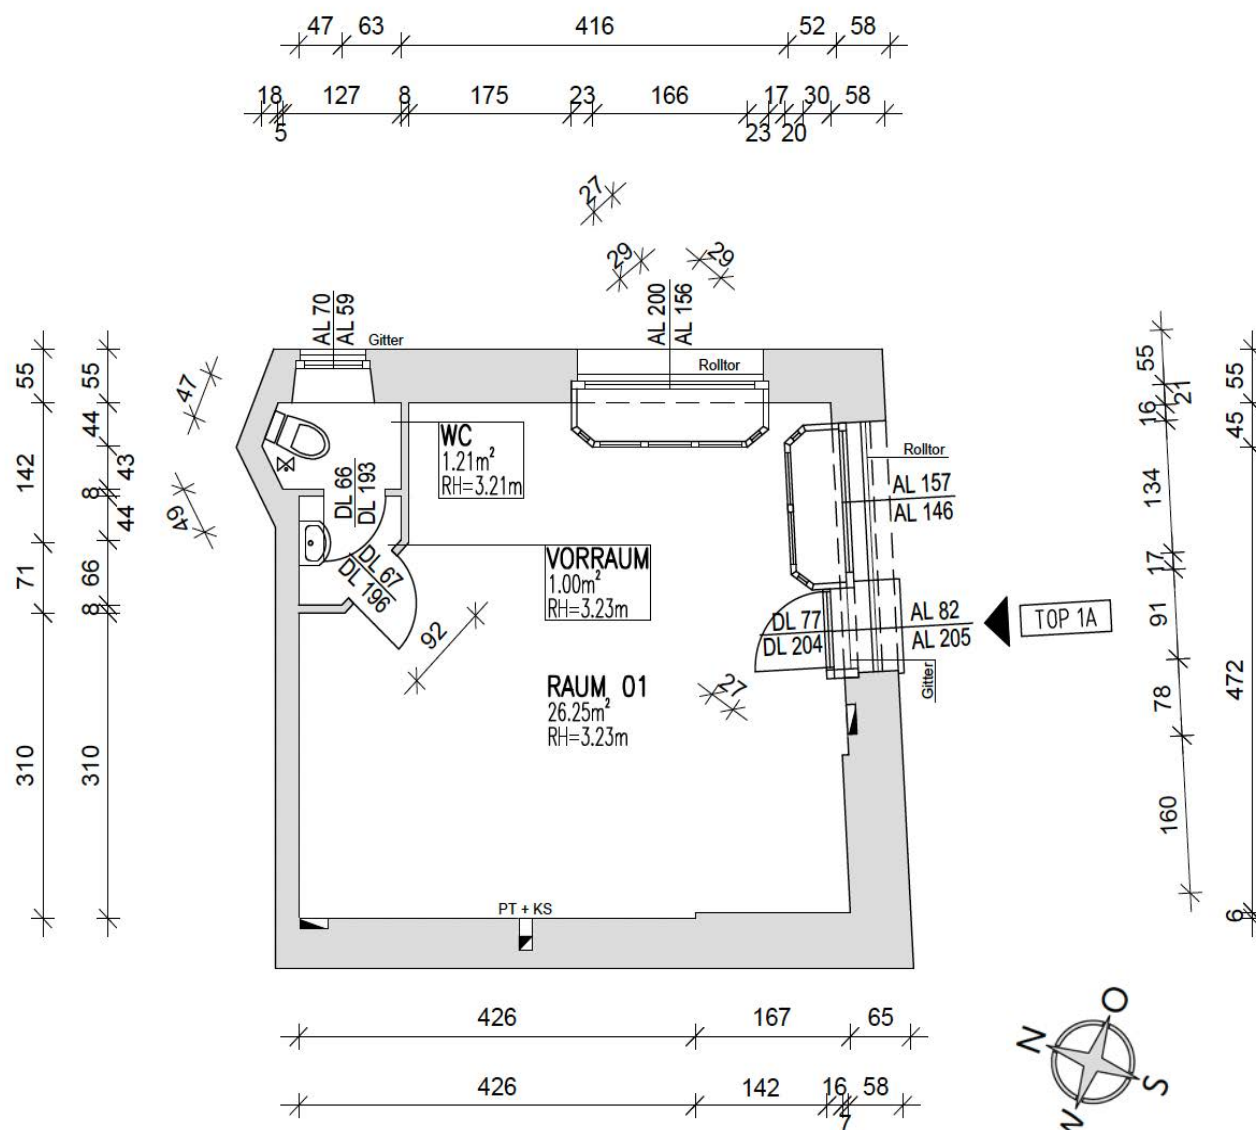 47 63 416 52 58
18 127 8 175 23 166 17 30 58
5 23 20
27
29 29
AL 70
AL 59
Gitter
AL 200
AL 156
Rolltor
55 55 47
44
142 43
8
44 49
71 66
8
310 310
WC
1.21m²
RH=3.21m
DL 66
DL 193
VORRAUM
1.00m²
RH=3.23m
DL 67
DL 196
92
RAUM 01
26.25m²
RH=3.23m
27
Rolltor
AL 157
AL 146
DL 77
DL 204
AL 82
AL 205
Gitter
TOP 1A
55 55
21
16 45
134
17
91
78 472
160
6
PT + KS
426 167 65
426 142 16 58
7
O
N
S
W